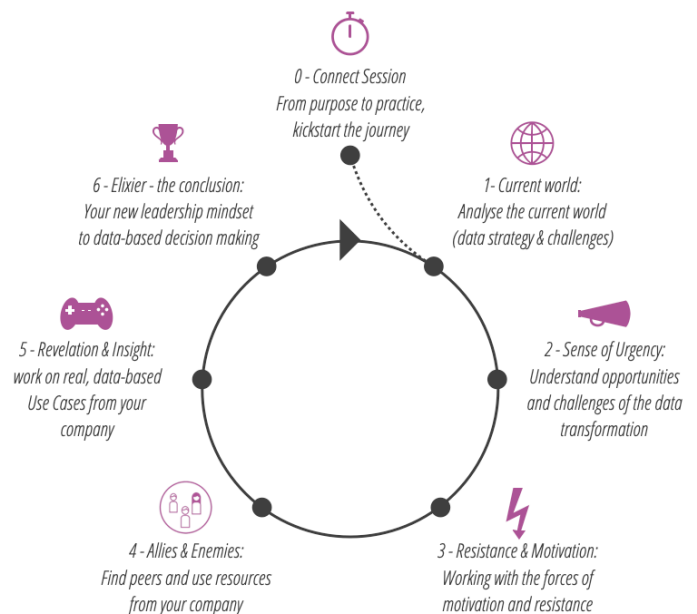 0 - Connect Session
From purpose to practice,
kickstart the journey
1- Current world:
Analyse the current world
(data strategy & challenges)
2 - Sense of Urgency:
Understand opportunities
and challenges of the data
transformation
3 - Resistance & Motivation:
Working with the forces of
motivation and resistance
4 - Allies & Enemies:
Find peers and use resources
from your company
5 - Revelation & Insight:
work on real, data-based
Use Cases from your
company
6 - Elixier - the conclusion:
Your new leadership mindset
to data-based decision making